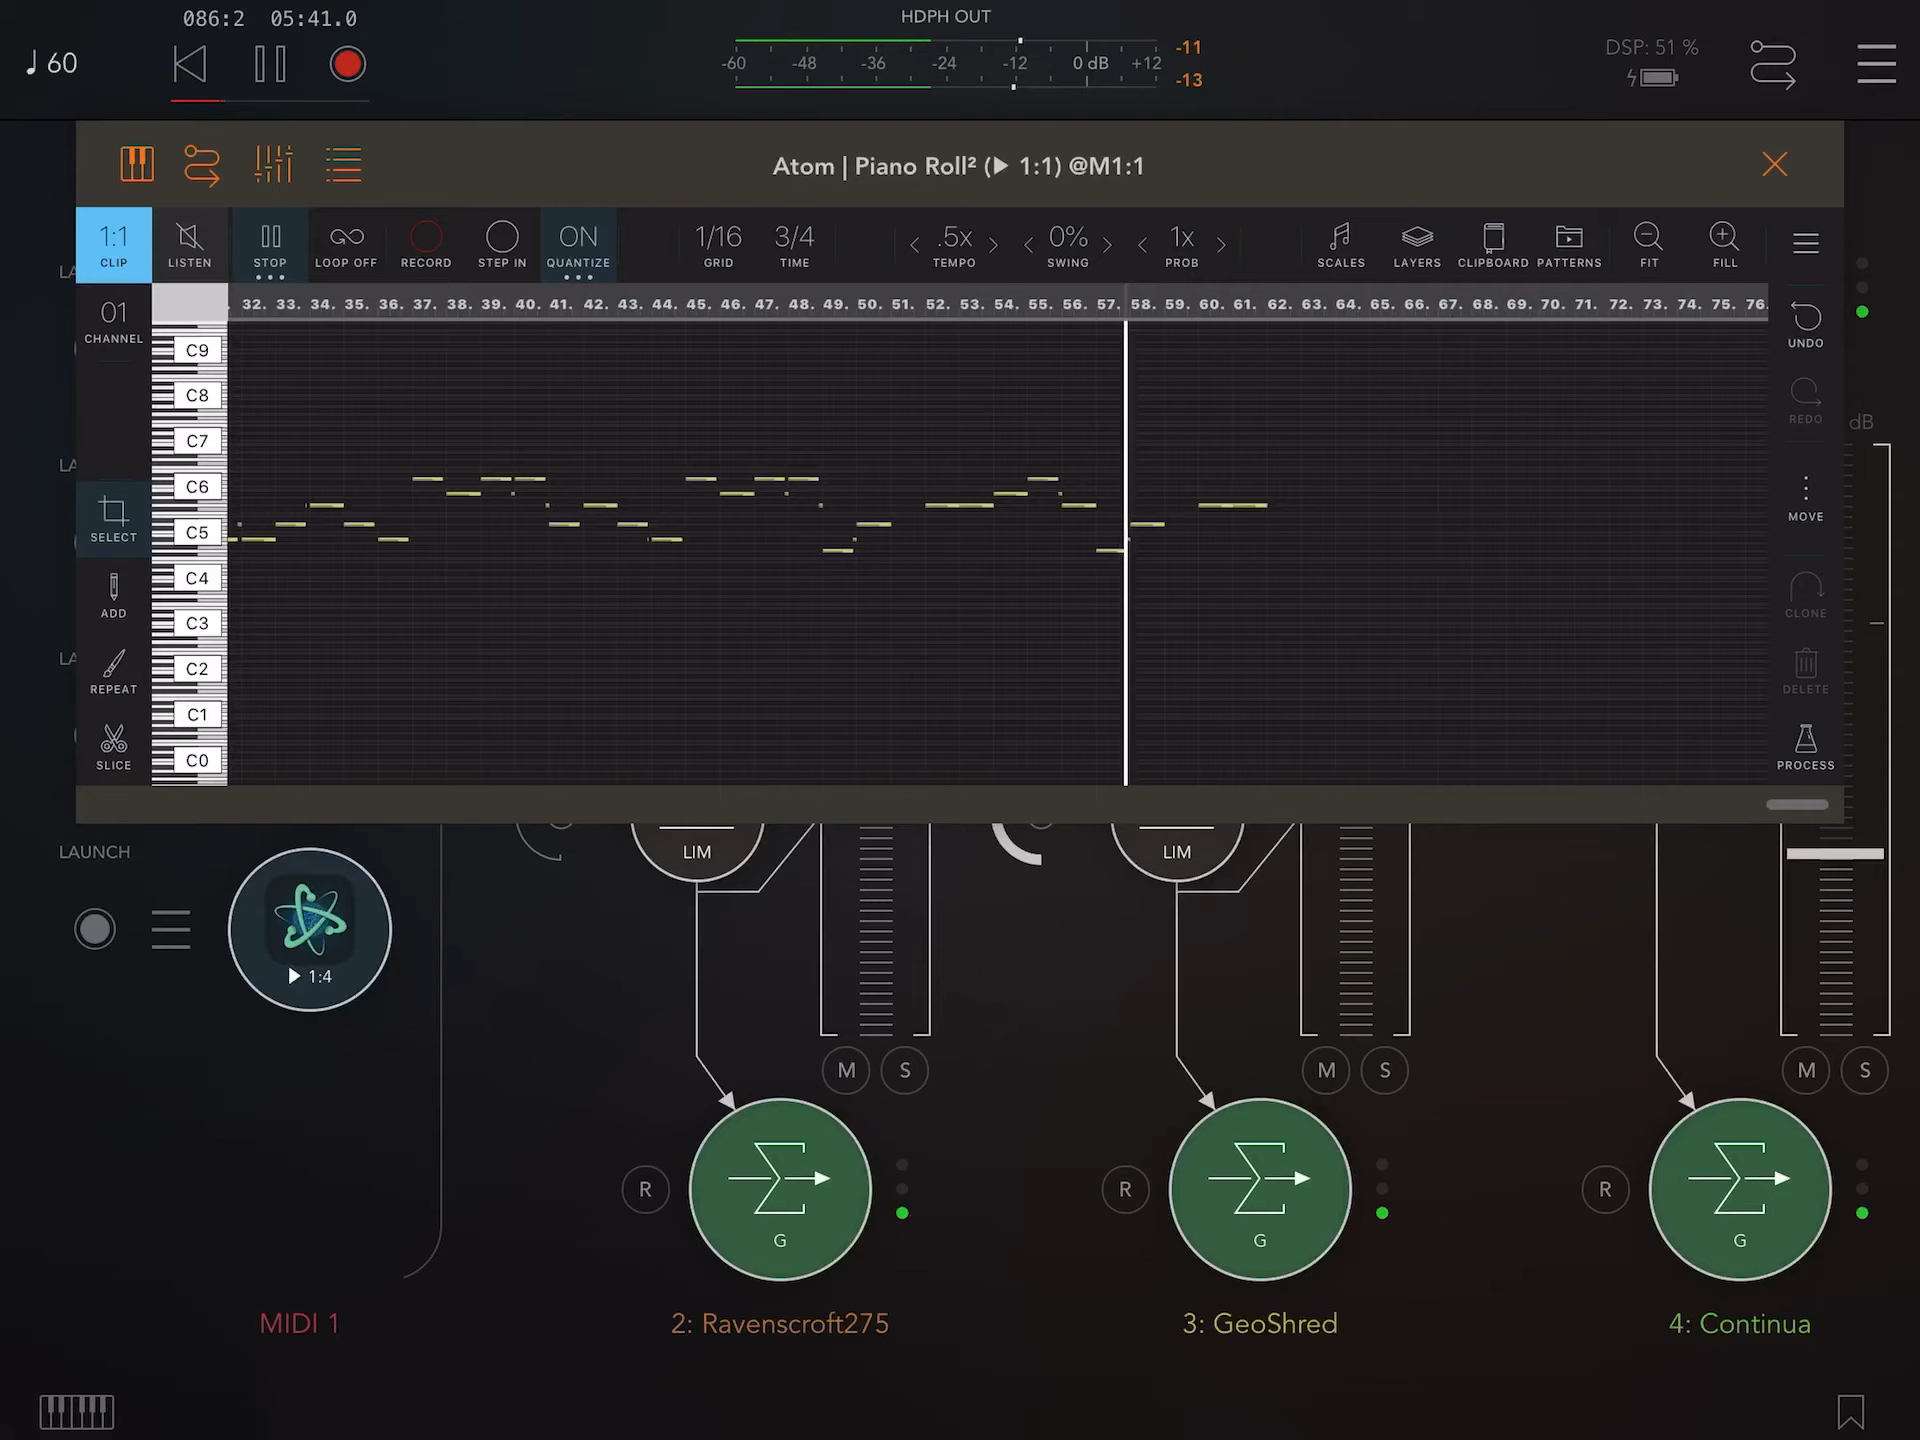 086:2 05:41.0
HDPH OUT
♩ 60
-60 -48 -36 -24 -12 0 dB +12
-11
-13
DSP: 51 %
Atom | Piano Roll² (▶ 1:1) @M1:1
1:1 CLIP
LISTEN
STOP
LOOP OFF
RECORD
STEP IN
ON QUANTIZE
1/16 GRID
3/4 TIME
< .5x > TEMPO
< 0% > SWING
< 1x > PROB
SCALES
LAYERS
CLIPBOARD
PATTERNS
FIT
FILL
LA
01 CHANNEL
32. 33. 34. 35. 36. 37. 38. 39. 40. 41. 42. 43. 44. 45. 46. 47. 48. 49. 50. 51. 52. 53. 54. 55. 56. 57. 58. 59. 60. 61. 62. 63. 64. 65. 66. 67. 68. 69. 70. 71. 72. 73. 74. 75. 76.
UNDO
C9
C8
REDO
dB
C7
LA
C6
MOVE
SELECT
C5
C4
ADD
CLONE
C3
LA
C2
REPEAT
DELETE
C1
SLICE
C0
PROCESS
LAUNCH
LIM
LIM
▶ 1:4
M S
M S
M S
R
R
R
G
G
G
MIDI 1
2: Ravenscroft275
3: GeoShred
4: Continua